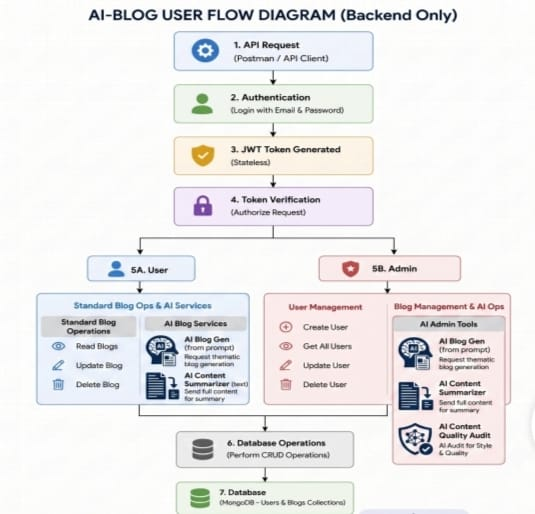 AI-BLOG USER FLOW DIAGRAM (Backend Only)
1. API Request
(Postman / API Client)
2. Authentication
(Login with Email & Password)
3. JWT Token Generated
(Stateless)
4. Token Verification
(Authorize Request)
5A. User
5B. Admin
Standard Blog Ops & AI Services
Standard Blog
Operations
Read Blogs
Update Blog
Delete Blog
AI Blog Services
AI
AI Blog Gen
(from prompt)
Request thematic
blog generation
AI Content
Summarizer (text)
Send full content
for summary
User Management
Create User
Get All Users
Update User
Delete User
Blog Management & AI Ops
AI Admin Tools
AI
AI Blog Gen
(from prompt)
Request thematic
blog generation
AI Content
Summarizer
Send full content
for summary
AI Content
Quality Audit
AI Audit for Style
& Quality
6. Database Operations
(Perform CRUD Operations)
7. Database
(MongoDB – Users & Blogs Collections)